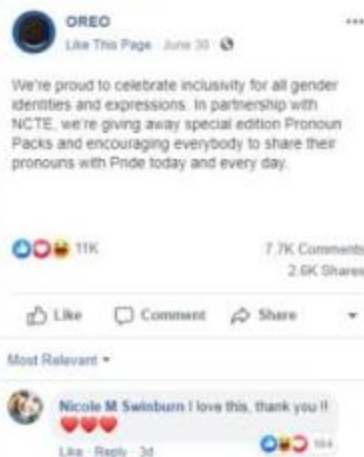 OREO
Like This Page · June 30
We're proud to celebrate inclusivity for all gender
identities and expressions. In partnership with
NCTE, we're giving away special edition Pronoun
Packs and encouraging everybody to share their
pronouns with Pride today and every day.
11K 7.7K Comments
2.6K Shares
Like Comment Share
Most Relevant
Nicole M Swinburn I love this, thank you !!
Like · Reply · 3d